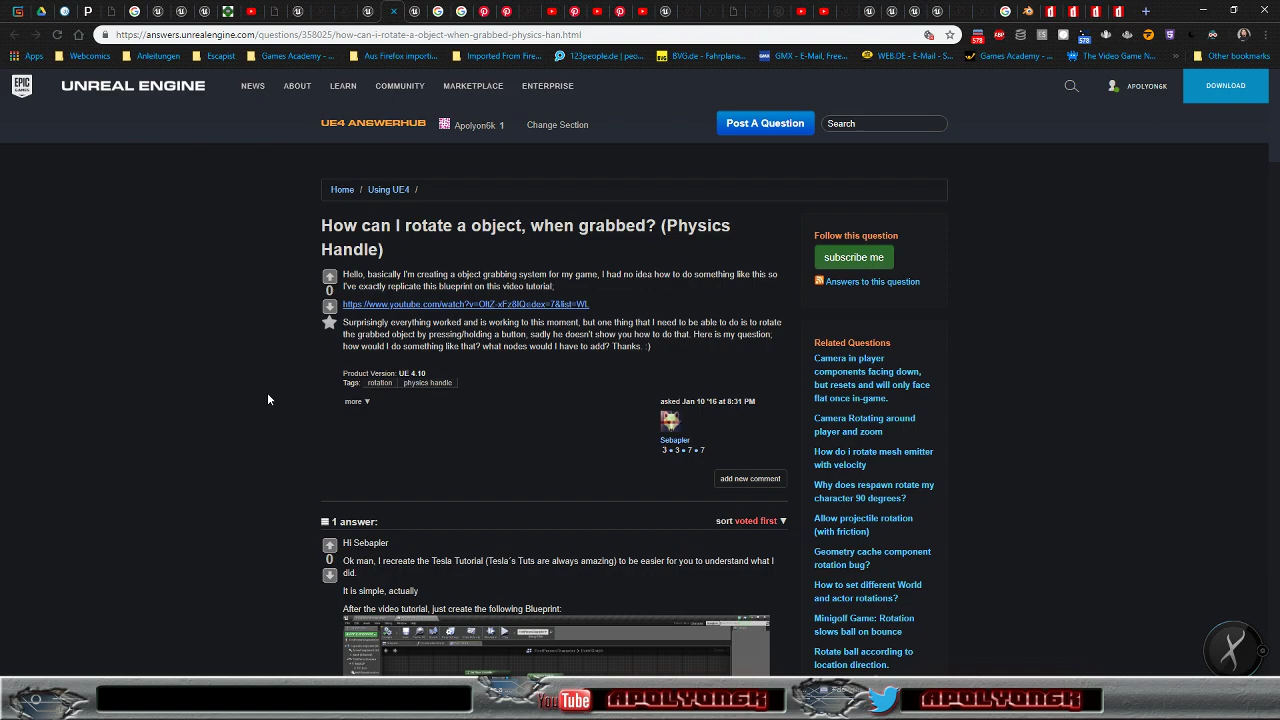 https://answers.unrealengine.com/questions/358025/how-can-i-rotate-a-object-when-grabbed-physics-han.html
Apps Webcomics Anleitungen Escapist Games Academy -... Aus Firefox importi... Imported From Fire... 123people.de | peo... BVG.de - Fahrplana... GMX - E-Mail, Free... WEB.DE - E-Mail - S... Games Academy -... The Video Game N... Other bookmarks
EPIC GAMES UNREAL ENGINE NEWS ABOUT LEARN COMMUNITY MARKETPLACE ENTERPRISE APOLYON6K DOWNLOAD
UE4 ANSWERHUB Apolyon6k 1 Change Section Post A Question Search
Home / Using UE4 /
How can I rotate a object, when grabbed? (Physics
Handle)
Hello, basically I'm creating a object grabbing system for my game, I had no idea how to do something like this so
0
I've exactly replicate this blueprint on this video tutorial;
Surprisingly everything worked and is working to this moment, but one thing that I need to be able to do is to rotate
the grabbed object by pressing/holding a button, sadly he doesn't show you how to do that. Here is my question;
how would I do something like that? what nodes would I have to add? Thanks. :)
Product Version: UE 4.10
Tags: rotation physics handle
more ▼ asked Jan 10 '16 at 8:31 PM
Sebapler
3 ● 3 ● 7 ● 7
add new comment
1 answer: sort voted first ▼
Hi Sebapler
0
Ok man, I recreate the Tesla Tutorial (Tesla´s Tuts are always amazing) to be easier for you to understand what I
did.
It is simple, actually
After the video tutorial, just create the following Blueprint:
Follow this question
subscribe me
Answers to this question
Related Questions
Camera in player
components facing down,
but resets and will only face
flat once in-game.
Camera Rotating around
player and zoom
How do i rotate mesh emitter
with velocity
Why does respawn rotate my
character 90 degrees?
Allow projectile rotation
(with friction)
Geometry cache component
rotation bug?
How to set different World
and actor rotations?
Minigolf Game: Rotation
slows ball on bounce
Rotate ball according to
location direction.
YouTube APOLYON6K APOLYON6K